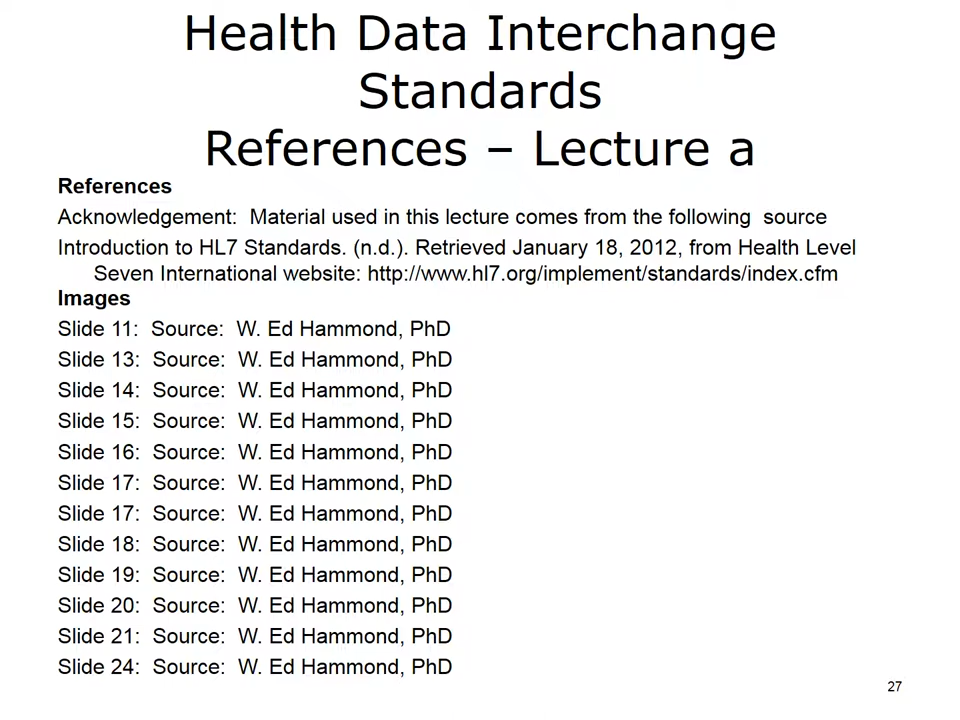 Health Data Interchange
Standards
References – Lecture a
References
Acknowledgement:  Material used in this lecture comes from the following  source
Introduction to HL7 Standards. (n.d.). Retrieved January 18, 2012, from Health Level
Seven International website: http://www.hl7.org/implement/standards/index.cfm
Images
Slide 11:  Source:  W. Ed Hammond, PhD
Slide 13:  Source:  W. Ed Hammond, PhD
Slide 14:  Source:  W. Ed Hammond, PhD
Slide 15:  Source:  W. Ed Hammond, PhD
Slide 16:  Source:  W. Ed Hammond, PhD
Slide 17:  Source:  W. Ed Hammond, PhD
Slide 17:  Source:  W. Ed Hammond, PhD
Slide 18:  Source:  W. Ed Hammond, PhD
Slide 19:  Source:  W. Ed Hammond, PhD
Slide 20:  Source:  W. Ed Hammond, PhD
Slide 21:  Source:  W. Ed Hammond, PhD
Slide 24:  Source:  W. Ed Hammond, PhD
27